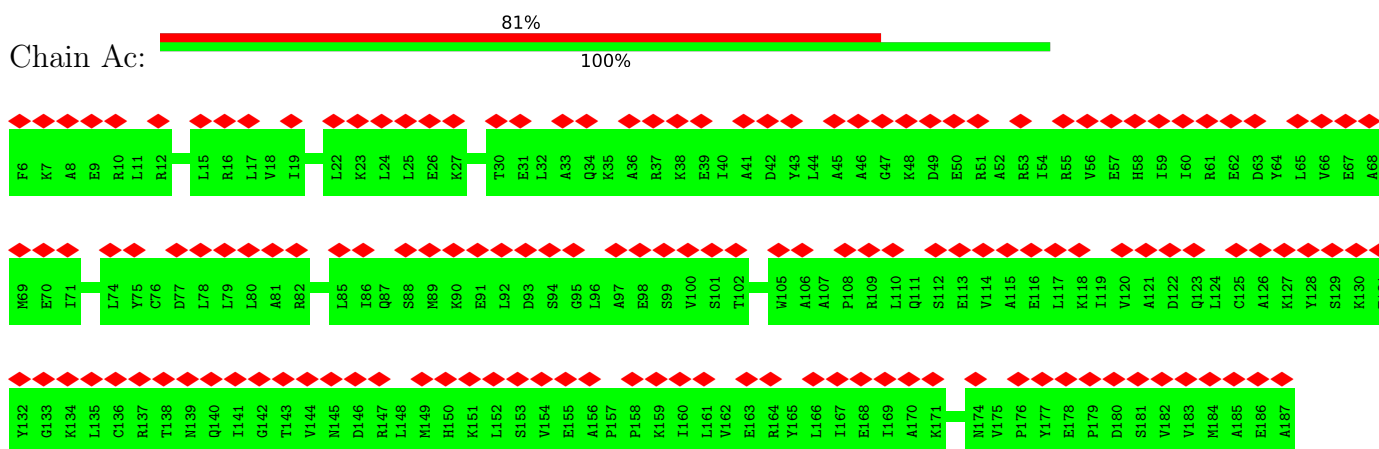 81%
Chain Ac:
100%
F6 K7 A8 E9 R10 L11 R12 L15 R16 L17 V18 I19 L22 K23 L24 L25 E26 K27 T30 E31 L32 A33 Q34 K35 A36 R37 K38 E39 I40 A41 D42 Y43 L44 A45 A46 G47 K48 D49 E50 R51 A52 R53 I54 R55 V56 E57 H58 I59 I60 R61 E62 D63 Y64 L65 V66 E67 A68
M69 E70 I71 L74 Y75 C76 D77 L78 L79 L80 A81 R82 L85 I86 Q87 S88 M89 K90 E91 L92 D93 S94 G95 L96 A97 E98 S99 V100 S101 T102 W105 A106 A107 P108 R109 L110 Q111 S112 E113 V114 A115 E116 L117 K118 I119 V120 A121 D122 Q123 L124 C125 A126 K127 Y128 S129 K130
Y132 G133 K134 L135 C136 R137 T138 N139 Q140 I141 G142 T143 V144 N145 D146 R147 L148 M149 H150 K151 L152 S153 V154 E155 A156 P157 P158 K159 I160 L161 V162 E163 R164 Y165 L166 I167 E168 I169 A170 K171 N174 V175 P176 Y177 E178 P179 D180 S181 V182 V183 M184 A185 E186 A187